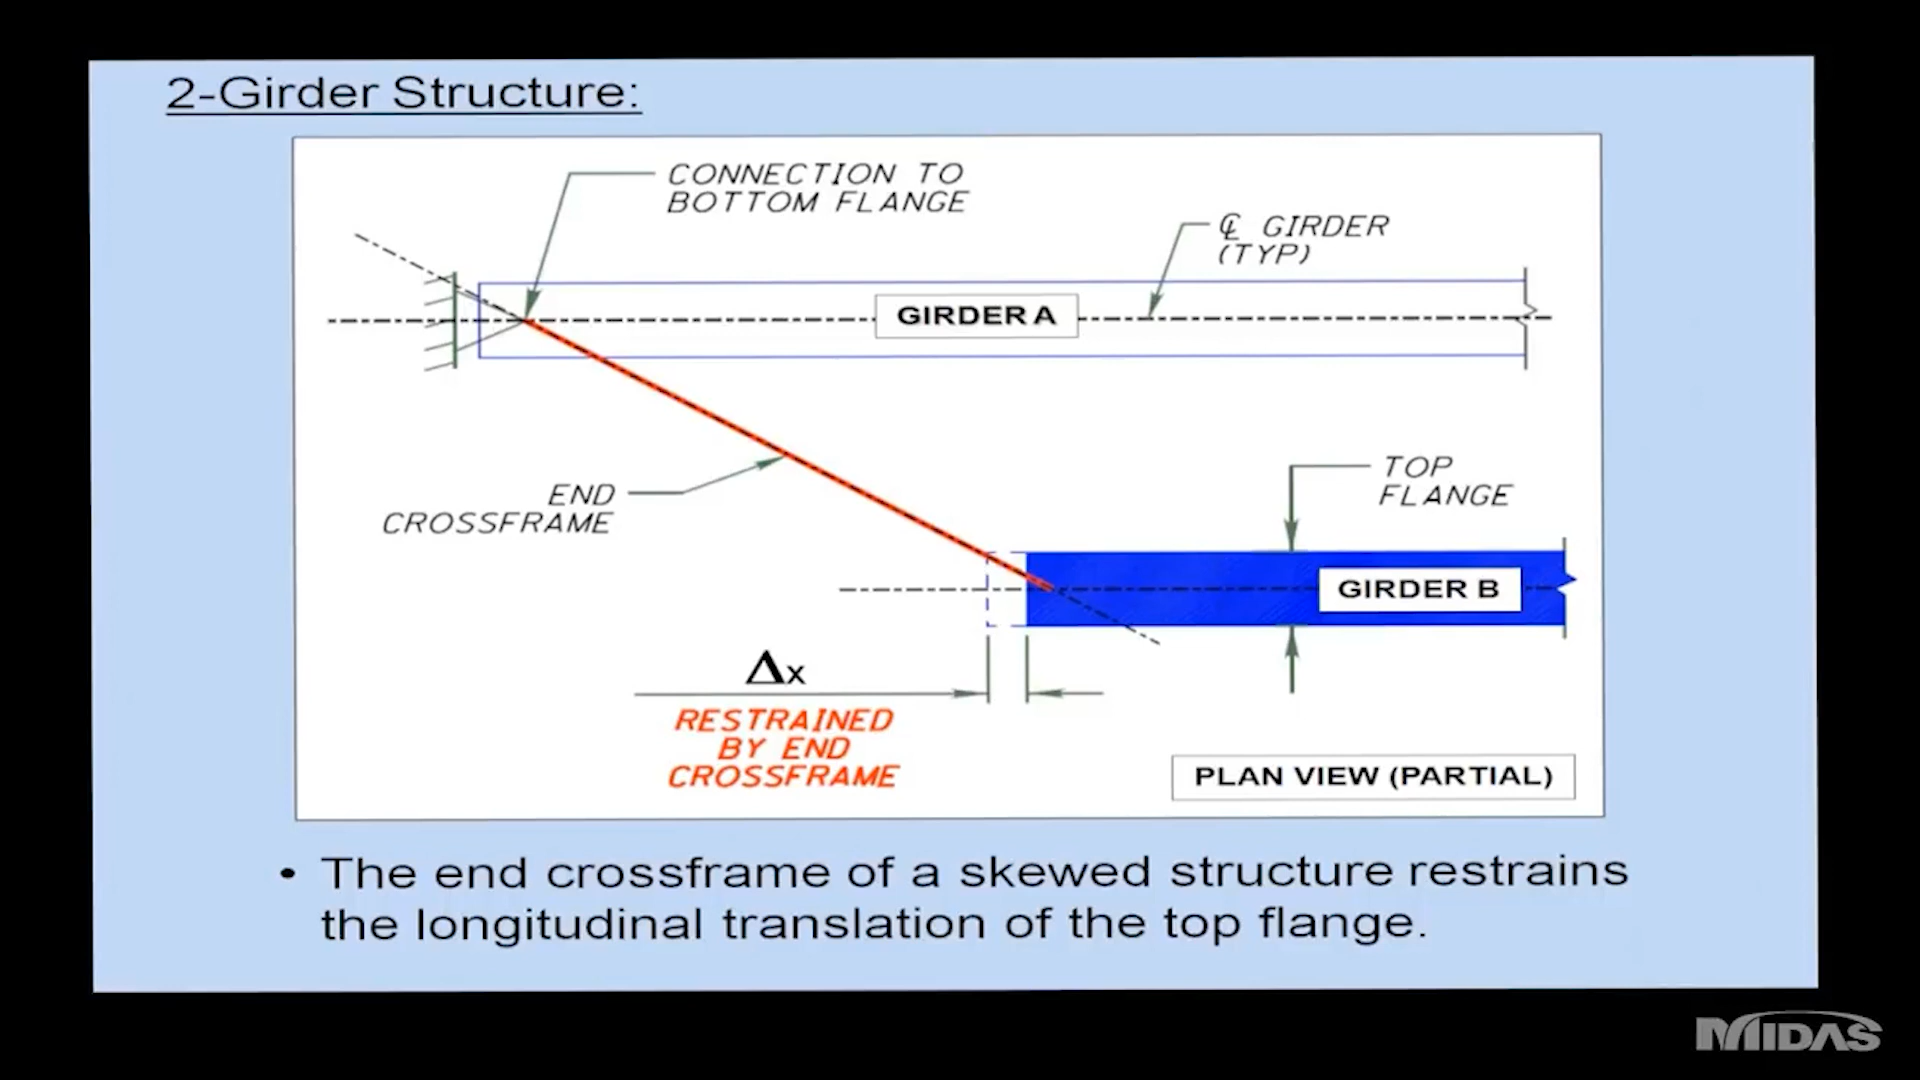 2-Girder Structure:
CONNECTION TO
BOTTOM FLANGE
℄ GIRDER
(TYP)
GIRDER A
TOP
FLANGE
END
CROSSFRAME
GIRDER B
Δx
RESTRAINED
BY END
CROSSFRAME
PLAN VIEW (PARTIAL)
• The end crossframe of a skewed structure restrains
the longitudinal translation of the top flange.
MIDAS